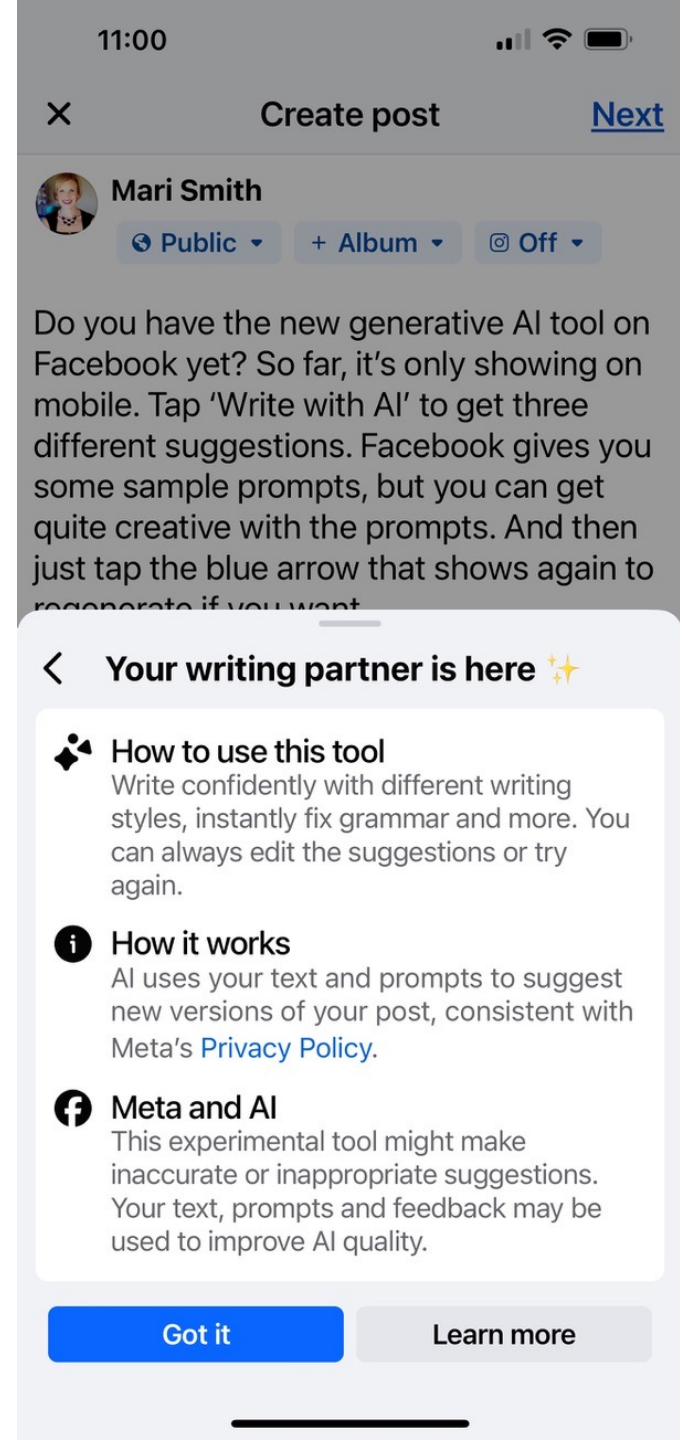 11:00
Create post
Next
Mari Smith
Public
+ Album
Off
Do you have the new generative AI tool on
Facebook yet? So far, it’s only showing on
mobile. Tap ‘Write with AI’ to get three
different suggestions. Facebook gives you
some sample prompts, but you can get
quite creative with the prompts. And then
just tap the blue arrow that shows again to
regenerate if you want
Your writing partner is here ✨
How to use this tool
Write confidently with different writing
styles, instantly fix grammar and more. You
can always edit the suggestions or try
again.
How it works
AI uses your text and prompts to suggest
new versions of your post, consistent with
Meta’s Privacy Policy.
Meta and AI
This experimental tool might make
inaccurate or inappropriate suggestions.
Your text, prompts and feedback may be
used to improve AI quality.
Got it
Learn more